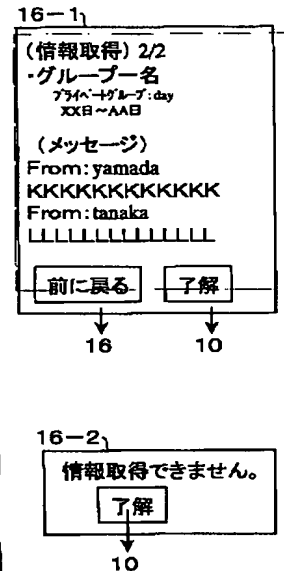 16-1
(情報取得) 2/2
・グループ一名
プライベートグループ:day
XX日~AA日
(メッセージ)
From:yamada
KKKKKKKKKKKK
From:tanaka
LLLLLLLLLLLLL
前に戻る 了解
16 10
16-2
情報取得できません。
了解
10